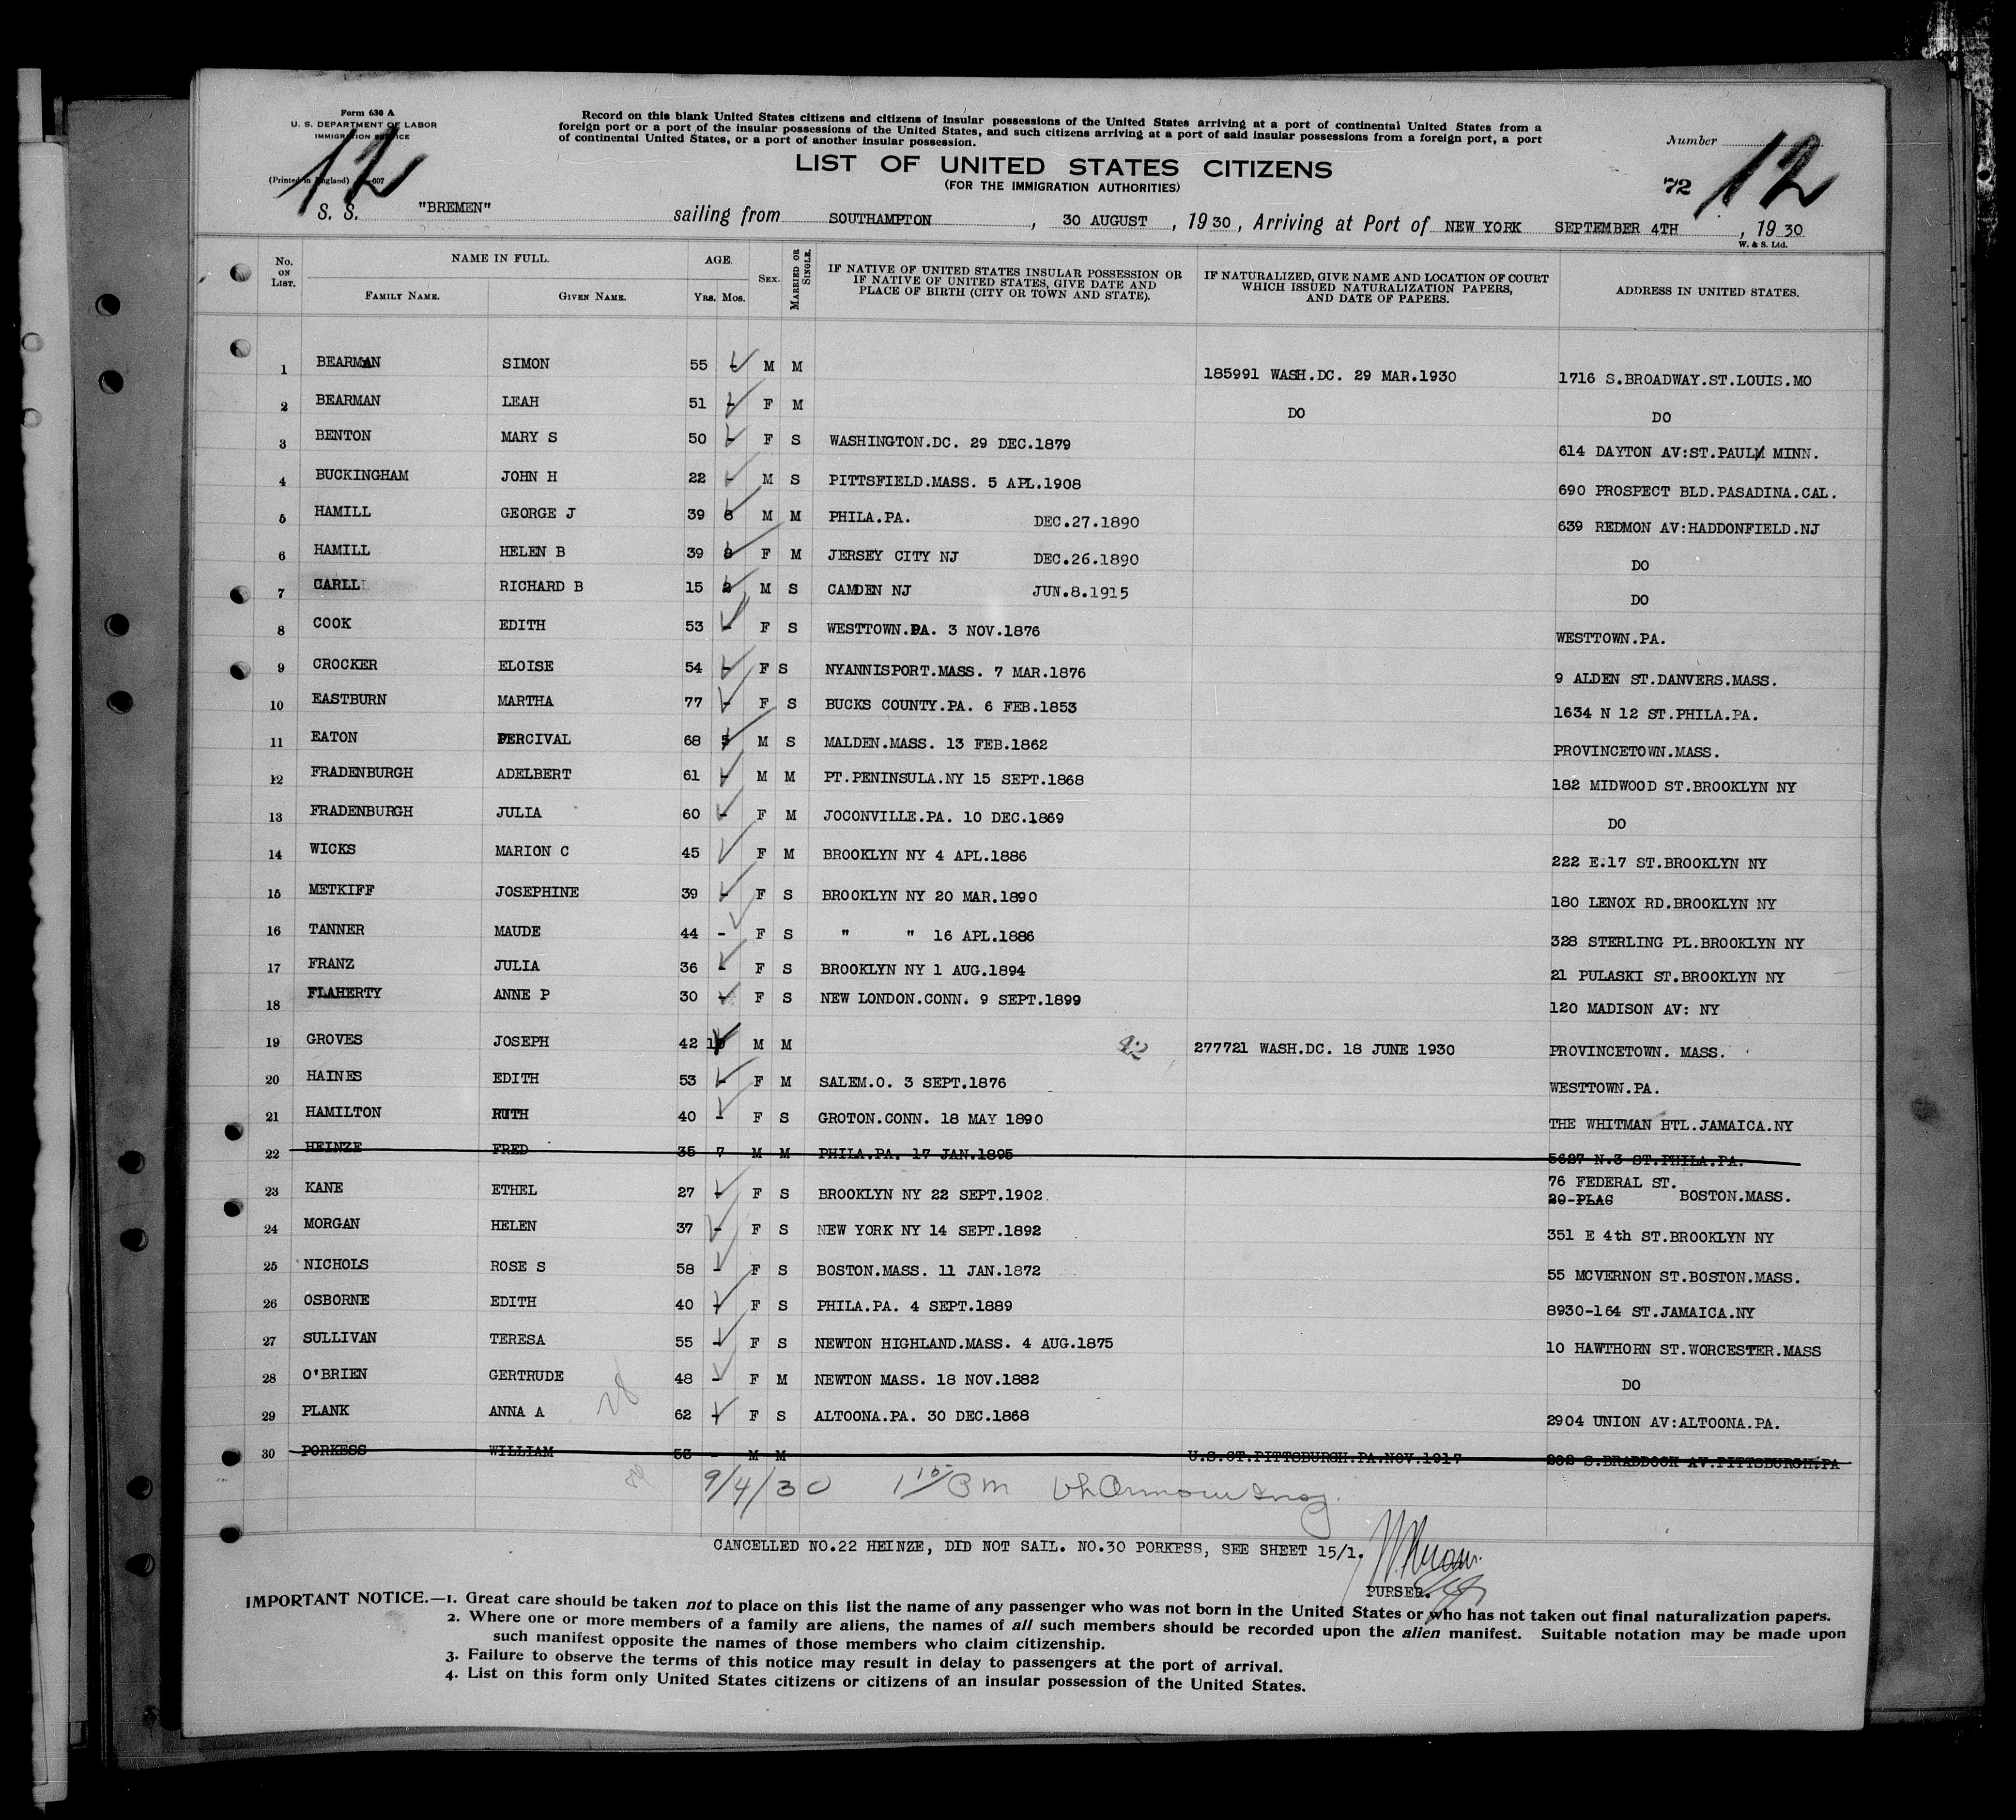 Form 630 A
U. S. DEPARTMENT OF LABOR
IMMIGRATION SERVICE
(Printed in England) 607
12
Record on this blank United States citizens and citizens of insular possessions of the United States arriving at a port of continental United States from a
foreign port or a port of the insular possessions of the United States, and such citizens arriving at a port of said insular possessions from a foreign port, a port
of continental United States, or a port of another insular possession.
LIST OF UNITED STATES CITIZENS
(FOR THE IMMIGRATION AUTHORITIES)
Number
72 12
S. S. "BREMEN" sailing from SOUTHAMPTON, 30 AUGUST, 1930, Arriving at Port of NEW YORK SEPTEMBER 4TH, 1930
W. & S. Ltd.
No. ON LIST. NAME IN FULL. FAMILY NAME. GIVEN NAME. AGE. YRS. MOS. SEX. MARRIED OR SINGLE. IF NATIVE OF UNITED STATES INSULAR POSSESSION OR IF NATIVE OF UNITED STATES, GIVE DATE AND PLACE OF BIRTH (CITY OR TOWN AND STATE). IF NATURALIZED, GIVE NAME AND LOCATION OF COURT WHICH ISSUED NATURALIZATION PAPERS, AND DATE OF PAPERS. ADDRESS IN UNITED STATES.
1 BEARMAN SIMON 55 - M M 185991 WASH.DC. 29 MAR.1930 1716 S.BROADWAY.ST.LOUIS.MO
2 BEARMAN LEAH 51 - F M DO DO
3 BENTON MARY S 50 - F S WASHINGTON.DC. 29 DEC.1879 614 DAYTON AV:ST.PAUL MINN.
4 BUCKINGHAM JOHN H 22 - M S PITTSFIELD.MASS. 5 APL.1908 690 PROSPECT BLD.PASADINA.CAL.
5 HAMILL GEORGE J 39 8 M M PHILA.PA. DEC.27.1890 639 REDMON AV:HADDONFIELD.NJ
6 HAMILL HELEN B 39 8 F M JERSEY CITY NJ DEC.26.1890 DO
7 CARLL RICHARD B 15 2 M S CAMDEN NJ JUN.8.1915 DO
8 COOK EDITH 53 - F S WESTTOWN.PA. 3 NOV.1876 WESTTOWN.PA.
9 CROCKER ELOISE 54 - F S NYANNISPORT.MASS. 7 MAR.1876 9 ALDEN ST.DANVERS.MASS.
10 EASTBURN MARTHA 77 - F S BUCKS COUNTY.PA. 6 FEB.1853 1634 N 12 ST.PHILA.PA.
11 EATON PERCIVAL 68 5 M S MALDEN.MASS. 13 FEB.1862 PROVINCETOWN.MASS.
12 FRADENBURGH ADELBERT 61 - M M PT.PENINSULA.NY 15 SEPT.1868 182 MIDWOOD ST.BROOKLYN NY
13 FRADENBURGH JULIA 60 - F M JOCONVILLE.PA. 10 DEC.1869 DO
14 WICKS MARION C 45 F M BROOKLYN NY 4 APL.1886 222 E.17 ST.BROOKLYN NY
15 METKIFF JOSEPHINE 39 - F S BROOKLYN NY 20 MAR.1890 180 LENOX RD.BROOKLYN NY
16 TANNER MAUDE 44 - F S " " 16 APL.1886 328 STERLING PL.BROOKLYN NY
17 FRANZ JULIA 36 - F S BROOKLYN NY 1 AUG.1894 21 PULASKI ST.BROOKLYN NY
18 FLAHERTY ANNE P 30 - F S NEW LONDON.CONN. 9 SEPT.1899 120 MADISON AV: NY
19 GROVES JOSEPH 42 10 M M 42 277721 WASH.DC. 18 JUNE 1930 PROVINCETOWN. MASS.
20 HAINES EDITH 53 - F M SALEM.O. 3 SEPT.1876 WESTTOWN.PA.
21 HAMILTON RUTH 40 - F S GROTON.CONN. 18 MAY 1890 THE WHITMAN HTL.JAMAICA.NY
22 HEINZE FRED 35 7 M M PHILA.PA. 17 JAN.1895 5627 N.3 ST.PHILA.PA.
23 KANE ETHEL 27 - F S BROOKLYN NY 22 SEPT.1902 76 FEDERAL ST.
20-PLAC BOSTON.MASS.
24 MORGAN HELEN 37 - F S NEW YORK NY 14 SEPT.1892 351 E 4th ST.BROOKLYN NY
25 NICHOLS ROSE S 58 - F S BOSTON.MASS. 11 JAN.1872 55 MCVERNON ST.BOSTON.MASS.
26 OSBORNE EDITH 40 - F S PHILA.PA. 4 SEPT.1889 8930-164 ST.JAMAICA.NY
27 SULLIVAN TERESA 55 - F S NEWTON HIGHLAND.MASS. 4 AUG.1875 10 HAWTHORN ST.WORCESTER.MASS
28 O'BRIEN GERTRUDE 48 - F M NEWTON MASS. 18 NOV.1882 DO
29 PLANK ANNA A 28 62 - F S ALTOONA.PA. 30 DEC.1868 2904 UNION AV:ALTOONA.PA.
30 PORKESS WILLIAM 53 - M M U.S.CT.PITTSBURGH.PA.NOV.1917 S.BRADDOCK AV.PITTSBURGH.PA
9/4/30 1 15 PM
CANCELLED NO.22 HEINZE, DID NOT SAIL. NO.30 PORKESS, SEE SHEET 15/1.
PURSER.
IMPORTANT NOTICE.—1. Great care should be taken not to place on this list the name of any passenger who was not born in the United States or who has not taken out final naturalization papers.
2. Where one or more members of a family are aliens, the names of all such members should be recorded upon the alien manifest. Suitable notation may be made upon
such manifest opposite the names of those members who claim citizenship.
3. Failure to observe the terms of this notice may result in delay to passengers at the port of arrival.
4. List on this form only United States citizens or citizens of an insular possession of the United States.